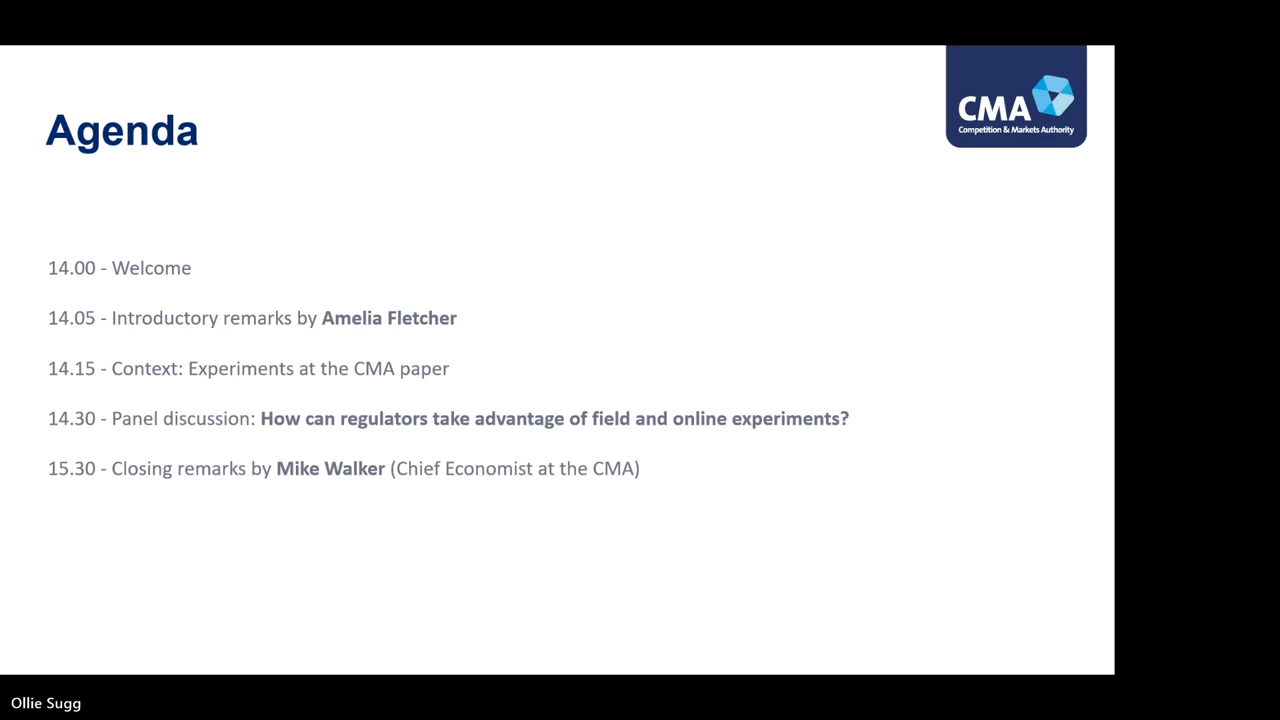 CMA
Competition & Markets Authority
Agenda
14.00 - Welcome
14.05 - Introductory remarks by Amelia Fletcher
14.15 - Context: Experiments at the CMA paper
14.30 - Panel discussion: How can regulators take advantage of field and online experiments?
15.30 - Closing remarks by Mike Walker (Chief Economist at the CMA)
Ollie Sugg